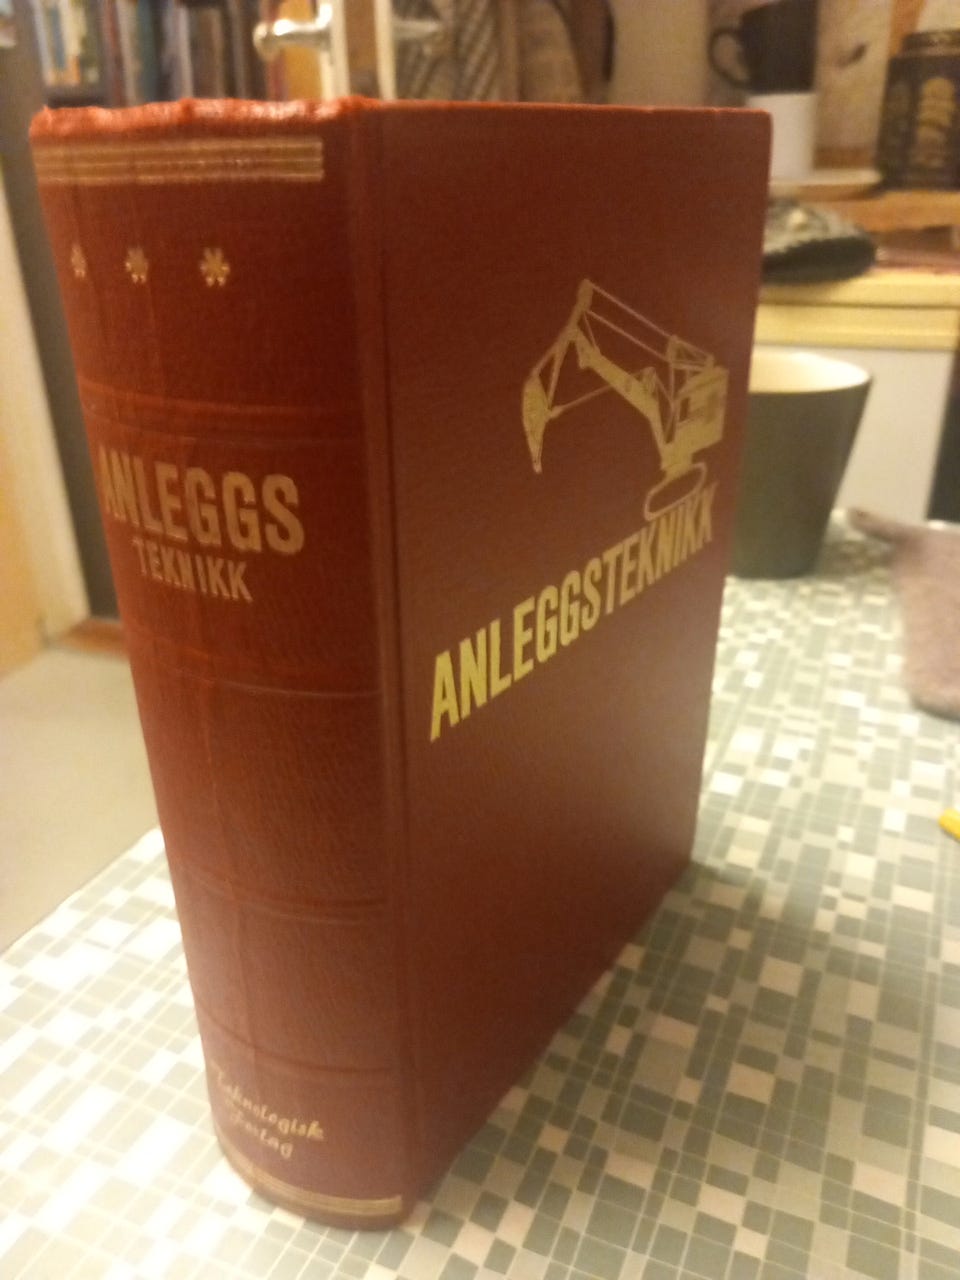 * * *
ANLEGGS
TEKNIKK
Teknologisk
Forlag
ANLEGGSTEKNIKK